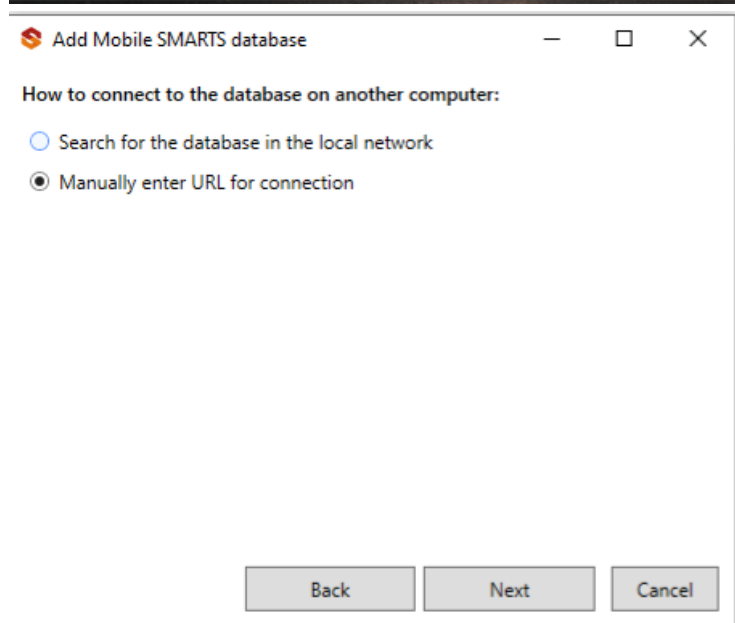 Add Mobile SMARTS database
How to connect to the database on another computer:
Search for the database in the local network
Manually enter URL for connection
Back Next Cancel